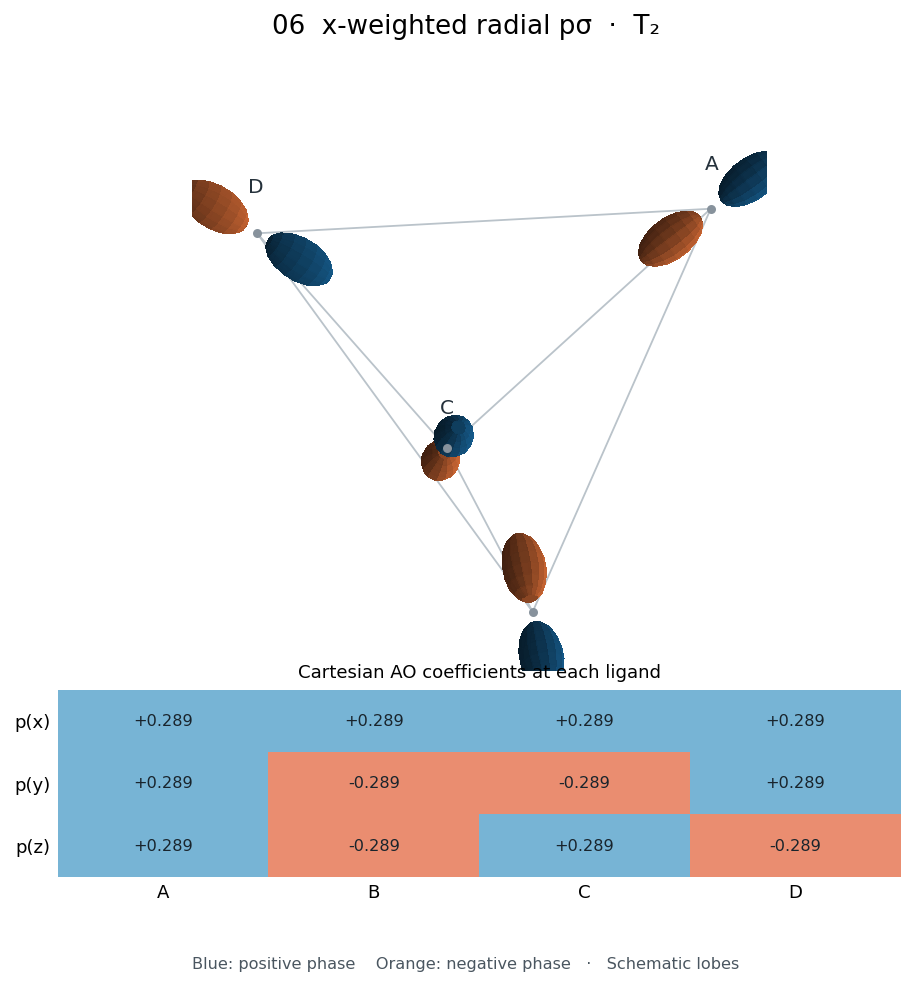 06  x-weighted radial pσ  ·  T₂
A
D
C
Cartesian AO coefficients at each ligand
p(x) +0.289 +0.289 +0.289 +0.289
p(y) +0.289 -0.289 -0.289 +0.289
p(z) +0.289 -0.289 +0.289 -0.289
A B C D
Blue: positive phase    Orange: negative phase   ·   Schematic lobes